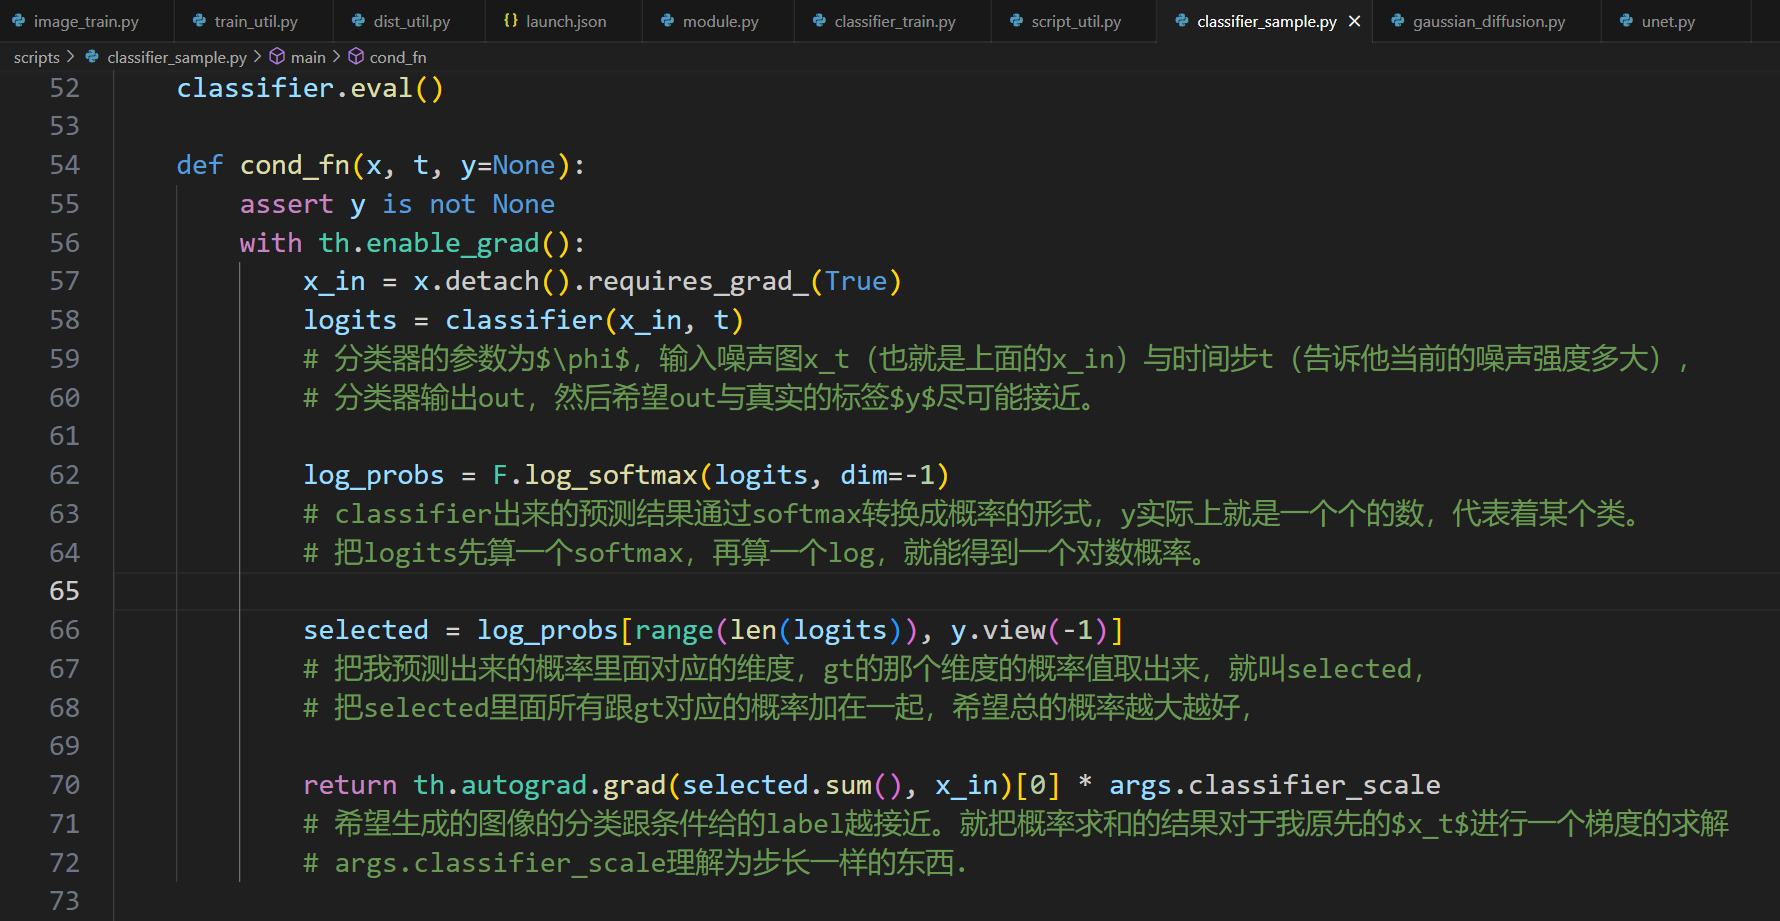 image_train.py train_util.py dist_util.py launch.json module.py classifier_train.py script_util.py classifier_sample.py gaussian_diffusion.py unet.py
scripts > classifier_sample.py > main > cond_fn
52 classifier.eval()
53
54 def cond_fn(x, t, y=None):
55 assert y is not None
56 with th.enable_grad():
57 x_in = x.detach().requires_grad_(True)
58 logits = classifier(x_in, t)
59 # 分类器的参数为$\phi$，输入噪声图x_t（也就是上面的x_in）与时间步t（告诉他当前的噪声强度多大），
60 # 分类器输出out，然后希望out与真实的标签$y$尽可能接近。
61
62 log_probs = F.log_softmax(logits, dim=-1)
63 # classifier出来的预测结果通过softmax转换成概率的形式，y实际上就是一个个的数，代表着某个类。
64 # 把logits先算一个softmax，再算一个log，就能得到一个对数概率。
65
66 selected = log_probs[range(len(logits)), y.view(-1)]
67 # 把我预测出来的概率里面对应的维度，gt的那个维度的概率值取出来，就叫selected，
68 # 把selected里面所有跟gt对应的概率加在一起，希望总的概率越大越好，
69
70 return th.autograd.grad(selected.sum(), x_in)[0] * args.classifier_scale
71 # 希望生成的图像的分类跟条件给的label越接近。就把概率求和的结果对于我原先的$x_t$进行一个梯度的求解
72 # args.classifier_scale理解为步长一样的东西.
73